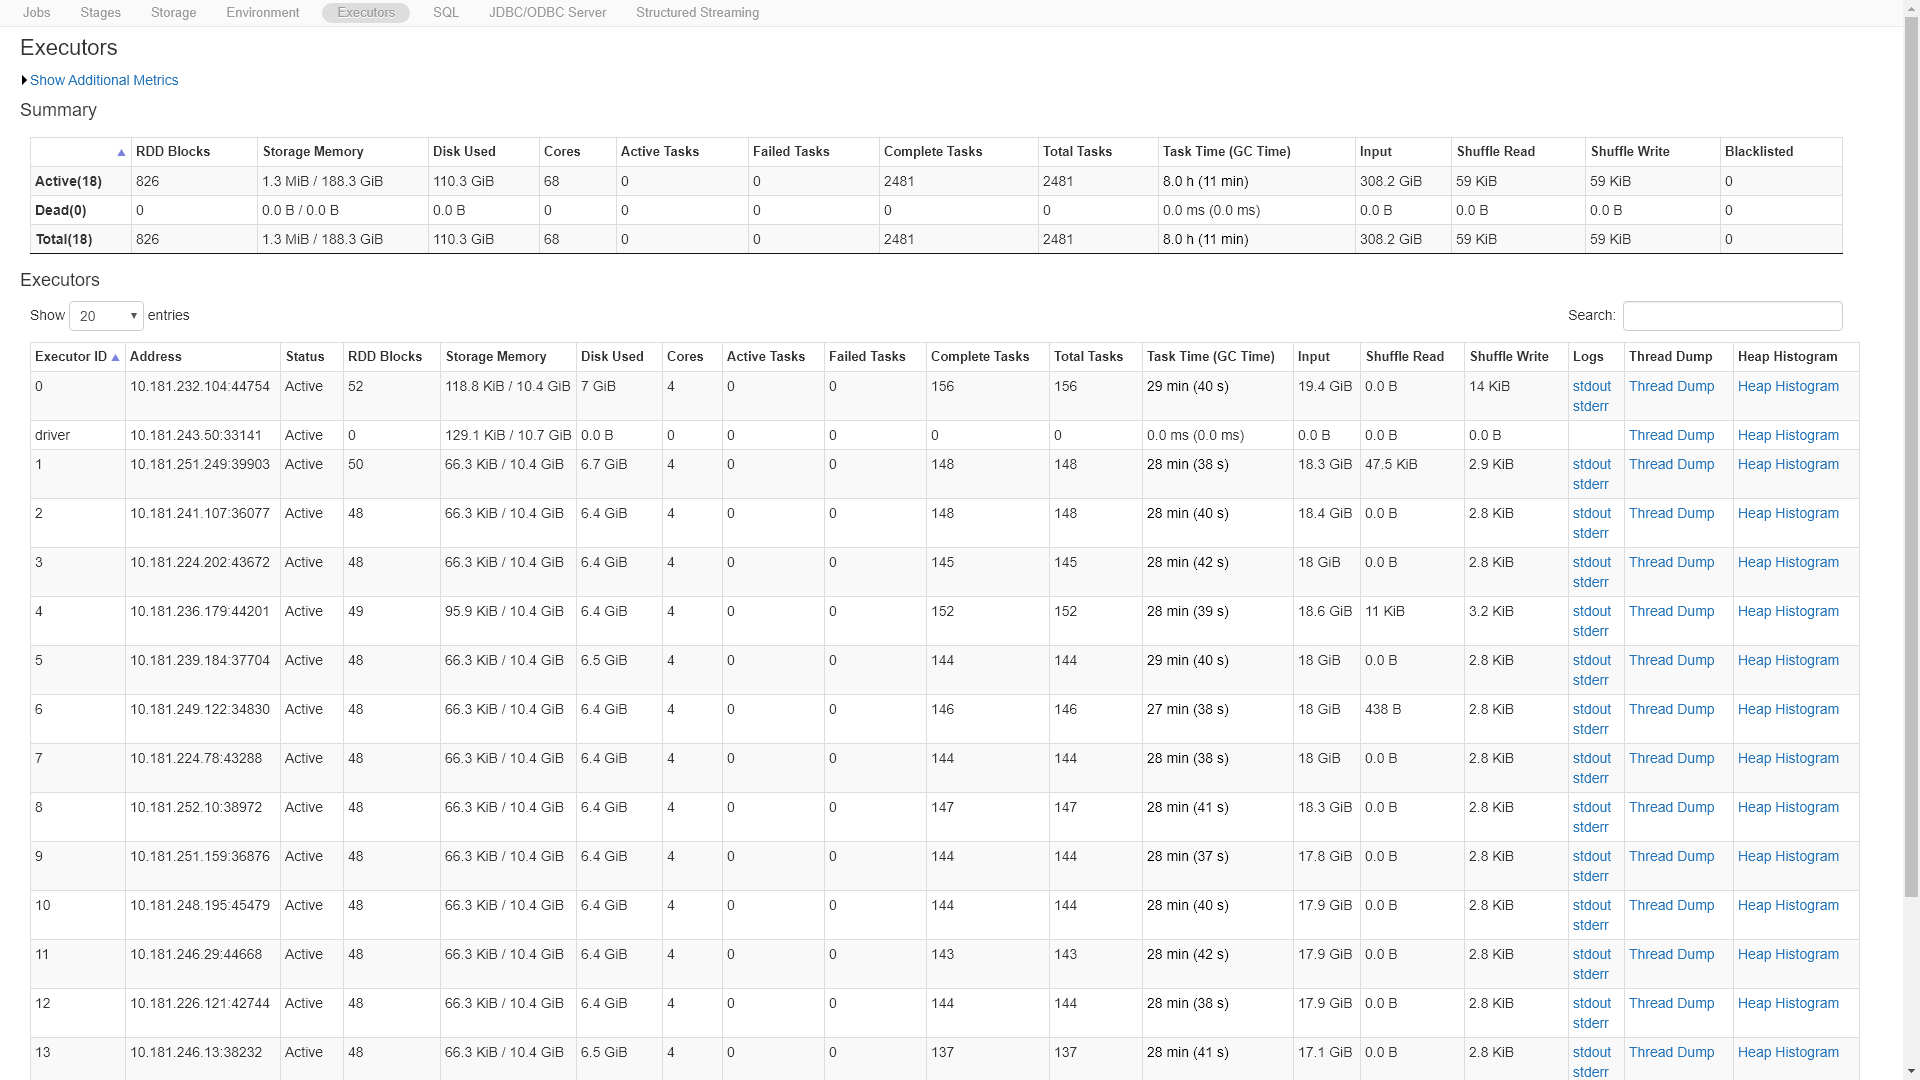 Jobs Stages Storage Environment Executors SQL JDBC/ODBC Server Structured Streaming
Executors
Show Additional Metrics
Summary
RDD Blocks Storage Memory Disk Used Cores Active Tasks Failed Tasks Complete Tasks Total Tasks Task Time (GC Time) Input Shuffle Read Shuffle Write Blacklisted
Active(18) 826 1.3 MiB / 188.3 GiB 110.3 GiB 68 0 0 2481 2481 8.0 h (11 min) 308.2 GiB 59 KiB 59 KiB 0
Dead(0) 0 0.0 B / 0.0 B 0.0 B 0 0 0 0 0 0.0 ms (0.0 ms) 0.0 B 0.0 B 0.0 B 0
Total(18) 826 1.3 MiB / 188.3 GiB 110.3 GiB 68 0 0 2481 2481 8.0 h (11 min) 308.2 GiB 59 KiB 59 KiB 0
Executors
Show 20 entries Search:
Executor ID Address Status RDD Blocks Storage Memory Disk Used Cores Active Tasks Failed Tasks Complete Tasks Total Tasks Task Time (GC Time) Input Shuffle Read Shuffle Write Logs Thread Dump Heap Histogram
0 10.181.232.104:44754 Active 52 118.8 KiB / 10.4 GiB 7 GiB 4 0 0 156 156 29 min (40 s) 19.4 GiB 0.0 B 14 KiB stdout Thread Dump Heap Histogram
stderr
driver 10.181.243.50:33141 Active 0 129.1 KiB / 10.7 GiB 0.0 B 0 0 0 0 0 0.0 ms (0.0 ms) 0.0 B 0.0 B 0.0 B Thread Dump Heap Histogram
1 10.181.251.249:39903 Active 50 66.3 KiB / 10.4 GiB 6.7 GiB 4 0 0 148 148 28 min (38 s) 18.3 GiB 47.5 KiB 2.9 KiB stdout Thread Dump Heap Histogram
stderr
2 10.181.241.107:36077 Active 48 66.3 KiB / 10.4 GiB 6.4 GiB 4 0 0 148 148 28 min (40 s) 18.4 GiB 0.0 B 2.8 KiB stdout Thread Dump Heap Histogram
stderr
3 10.181.224.202:43672 Active 48 66.3 KiB / 10.4 GiB 6.4 GiB 4 0 0 145 145 28 min (42 s) 18 GiB 0.0 B 2.8 KiB stdout Thread Dump Heap Histogram
stderr
4 10.181.236.179:44201 Active 49 95.9 KiB / 10.4 GiB 6.4 GiB 4 0 0 152 152 28 min (39 s) 18.6 GiB 11 KiB 3.2 KiB stdout Thread Dump Heap Histogram
stderr
5 10.181.239.184:37704 Active 48 66.3 KiB / 10.4 GiB 6.5 GiB 4 0 0 144 144 29 min (40 s) 18 GiB 0.0 B 2.8 KiB stdout Thread Dump Heap Histogram
stderr
6 10.181.249.122:34830 Active 48 66.3 KiB / 10.4 GiB 6.4 GiB 4 0 0 146 146 27 min (38 s) 18 GiB 438 B 2.8 KiB stdout Thread Dump Heap Histogram
stderr
7 10.181.224.78:43288 Active 48 66.3 KiB / 10.4 GiB 6.4 GiB 4 0 0 144 144 28 min (38 s) 18 GiB 0.0 B 2.8 KiB stdout Thread Dump Heap Histogram
stderr
8 10.181.252.10:38972 Active 48 66.3 KiB / 10.4 GiB 6.4 GiB 4 0 0 147 147 28 min (41 s) 18.3 GiB 0.0 B 2.8 KiB stdout Thread Dump Heap Histogram
stderr
9 10.181.251.159:36876 Active 48 66.3 KiB / 10.4 GiB 6.4 GiB 4 0 0 144 144 28 min (37 s) 17.8 GiB 0.0 B 2.8 KiB stdout Thread Dump Heap Histogram
stderr
10 10.181.248.195:45479 Active 48 66.3 KiB / 10.4 GiB 6.4 GiB 4 0 0 144 144 28 min (40 s) 17.9 GiB 0.0 B 2.8 KiB stdout Thread Dump Heap Histogram
stderr
11 10.181.246.29:44668 Active 48 66.3 KiB / 10.4 GiB 6.4 GiB 4 0 0 143 143 28 min (42 s) 17.9 GiB 0.0 B 2.8 KiB stdout Thread Dump Heap Histogram
stderr
12 10.181.226.121:42744 Active 48 66.3 KiB / 10.4 GiB 6.4 GiB 4 0 0 144 144 28 min (38 s) 17.9 GiB 0.0 B 2.8 KiB stdout Thread Dump Heap Histogram
stderr
13 10.181.246.13:38232 Active 48 66.3 KiB / 10.4 GiB 6.5 GiB 4 0 0 137 137 28 min (41 s) 17.1 GiB 0.0 B 2.8 KiB stdout Thread Dump Heap Histogram
stderr